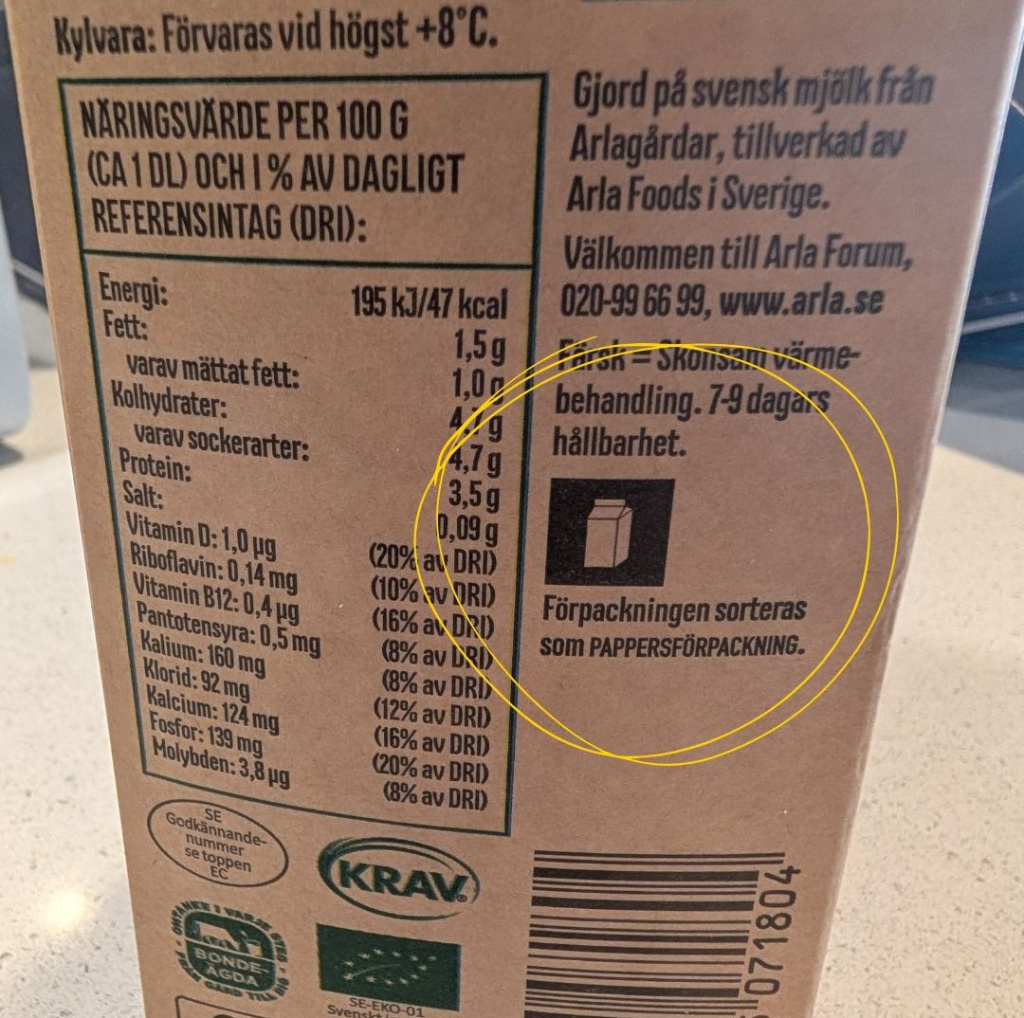 Kylvara: Förvaras vid högst +8°C.
NÄRINGSVÄRDE PER 100 G
(CA 1 DL) OCH I % AV DAGLIGT
REFERENSINTAG (DRI):
Energi: 195 kJ/47 kcal
Fett: 1,5 g
varav mättat fett: 1,0 g
Kolhydrater: 4,7 g
varav sockerarter: 4,7 g
Protein: 3,5 g
Salt: 0,09 g
Vitamin D: 1,0 µg (20% av DRI)
Riboflavin: 0,14 mg (10% av DRI)
Vitamin B12: 0,4 µg (16% av DRI)
Pantotensyra: 0,5 mg (8% av DRI)
Kalium: 160 mg (8% av DRI)
Klorid: 92 mg (12% av DRI)
Kalcium: 124 mg (16% av DRI)
Fosfor: 139 mg (20% av DRI)
Molybden: 3,8 µg (8% av DRI)
Gjord på svensk mjölk från
Arlagårdar, tillverkad av
Arla Foods i Sverige.
Välkommen till Arla Forum,
020-99 66 99, www.arla.se
Färsk = Skonsam värme-
behandling. 7-9 dagars
hållbarhet.
Förpackningen sorteras
som PAPPERSFÖRPACKNING.
SE
Godkännande-
nummer
se toppen
EC
KRAV
BONDE-
ÄGDA
SE-EKO-01
071804